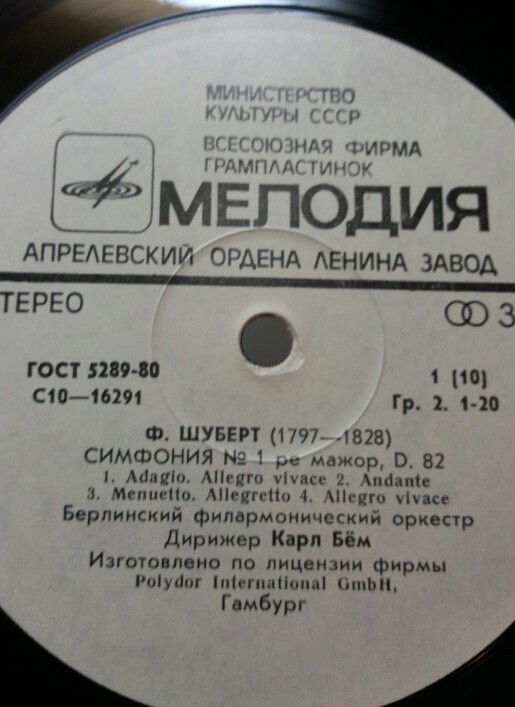 МИНИСТЕРСТВО
КУЛЬТУРЫ СССР
ВСЕСОЮЗНАЯ ФИРМА
ГРАМПЛАСТИНОК
МЕЛОДИЯ
АПРЕЛЕВСКИЙ ОРДЕНА ЛЕНИНА ЗАВОД
ТЕРЕО 3
ГОСТ 5289-80 1 (10)
С10—16291 Гр. 2. 1-20
Ф. ШУБЕРТ (1797—1828)
СИМФОНИЯ № 1 ре мажор, D. 82
1. Adagio. Allegro vivace 2. Andante
3. Menuetto. Allegretto 4. Allegro vivace
Берлинский филармонический оркестр
Дирижер Карл Бём
Изготовлено по лицензии фирмы
Polydor International GmbH,
Гамбург